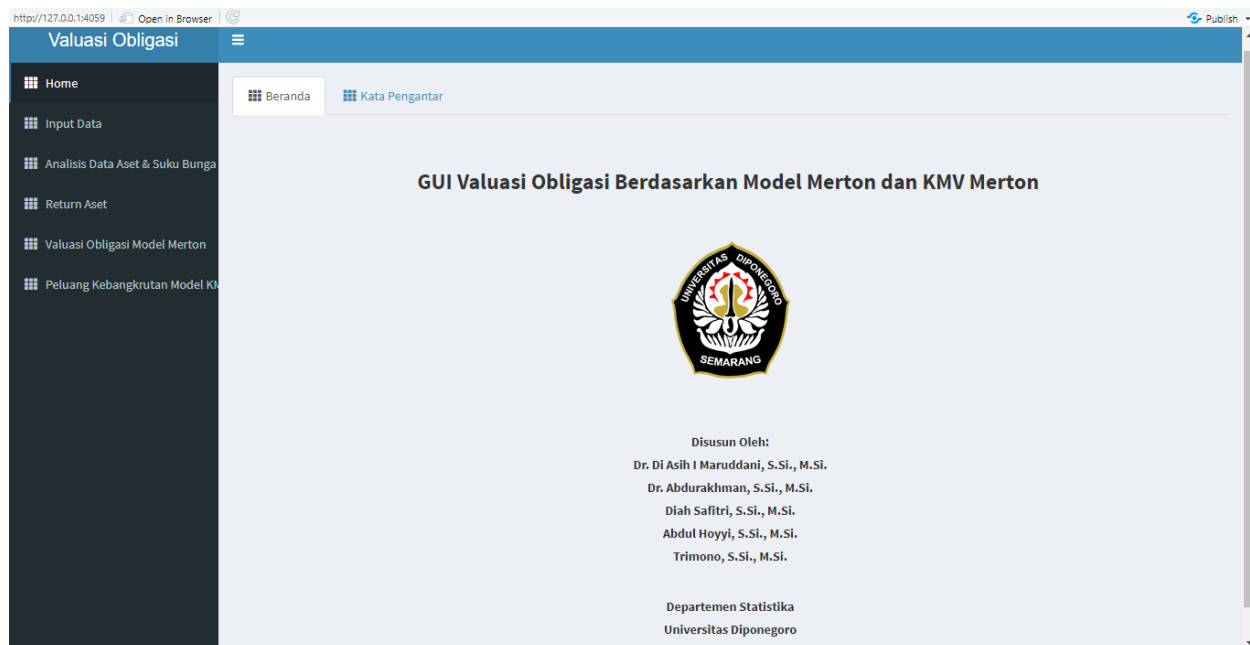 http://127.0.0.1:4059 Open in Browser Publish
Valuasi Obligasi
Home
Input Data
Analisis Data Aset & Suku Bunga
Return Aset
Valuasi Obligasi Model Merton
Peluang Kebangkrutan Model
Beranda Kata Pengantar
GUI Valuasi Obligasi Berdasarkan Model Merton dan KMV Merton
UNIVERSITAS DIPONEGORO
SEMARANG
Disusun Oleh:
Dr. Di Asih I Maruddani, S.Si., M.Si.
Dr. Abdurakhman, S.Si., M.Si.
Diah Safitri, S.Si., M.Si.
Abdul Hoyyi, S.Si., M.Si.
Trimono, S.Si., M.Si.
Departemen Statistika
Universitas Diponegoro